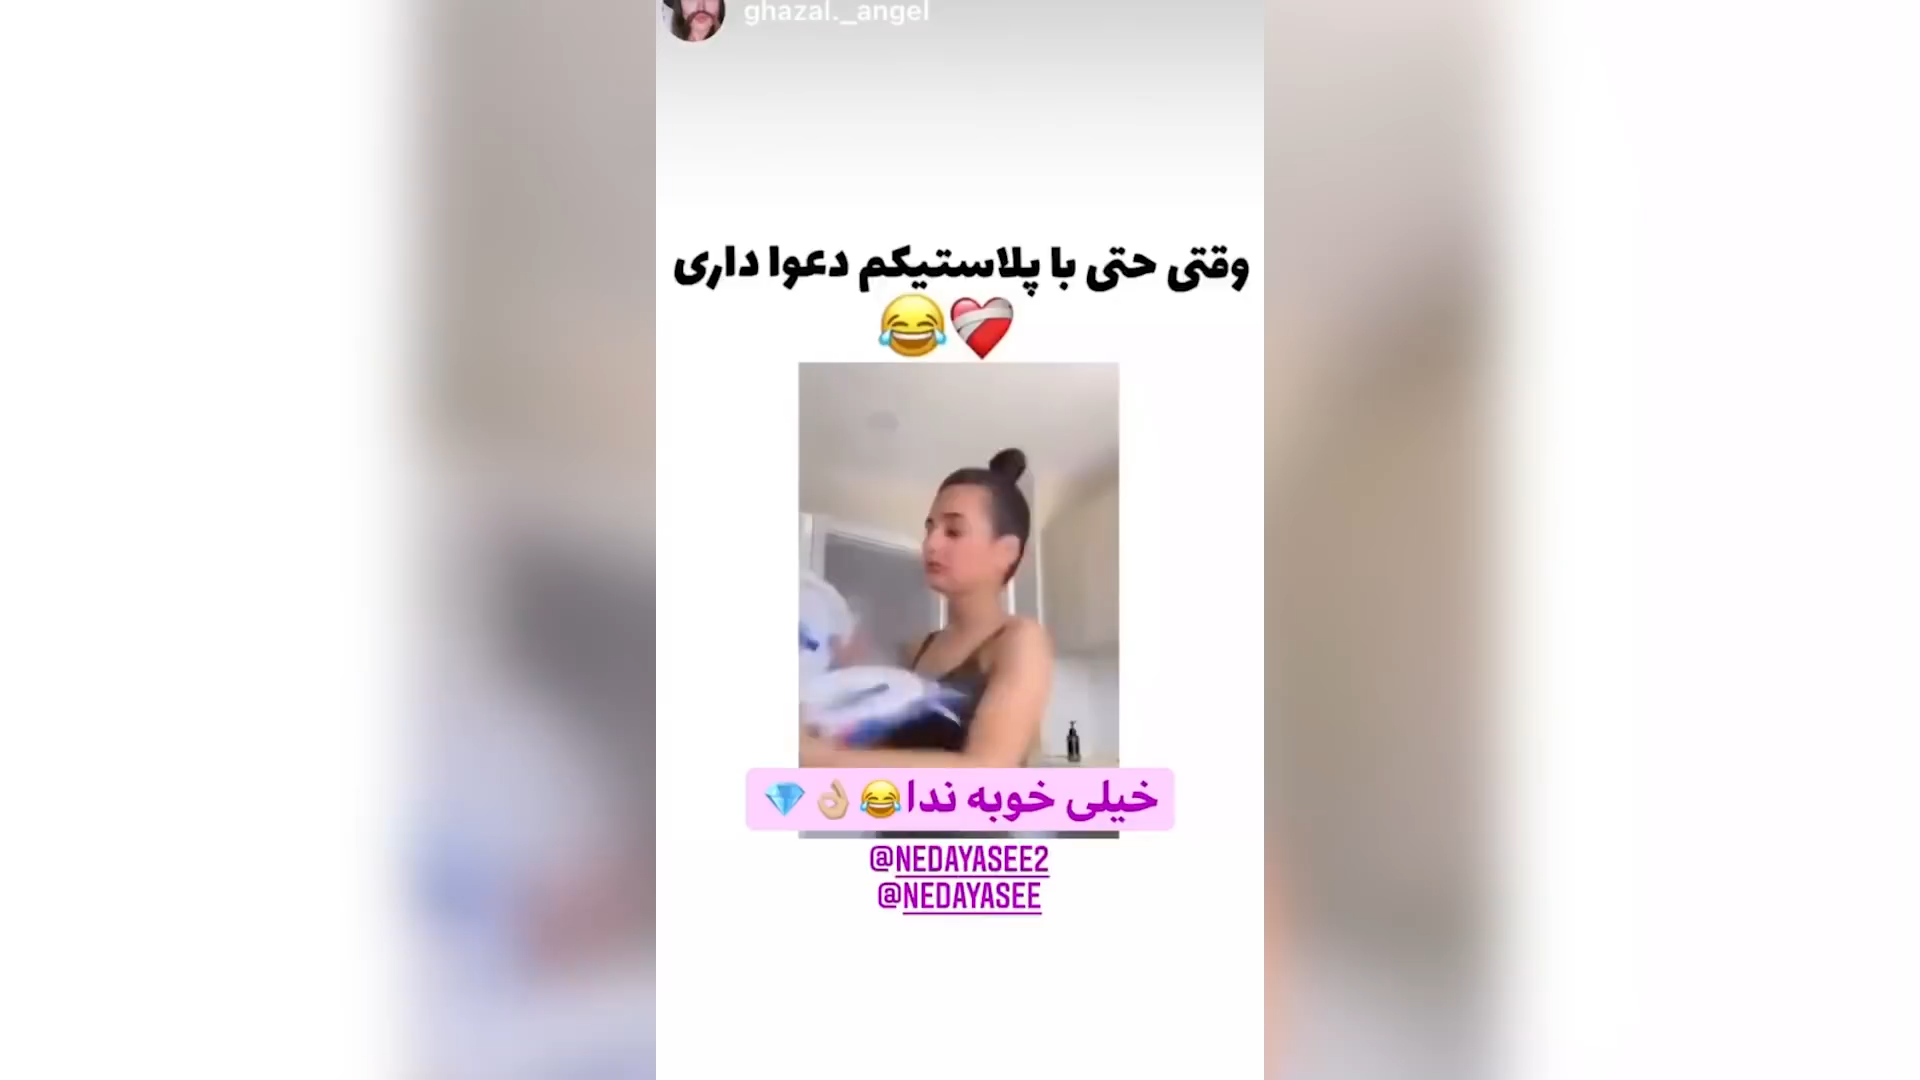 ghazal._angel
وقتی حتی با پلاستیکم دعوا داری
❤️‍🩹😂
خیلی خوبه ندا😂👌🏼💎
@NEDAYASEE2
@NEDAYASEE